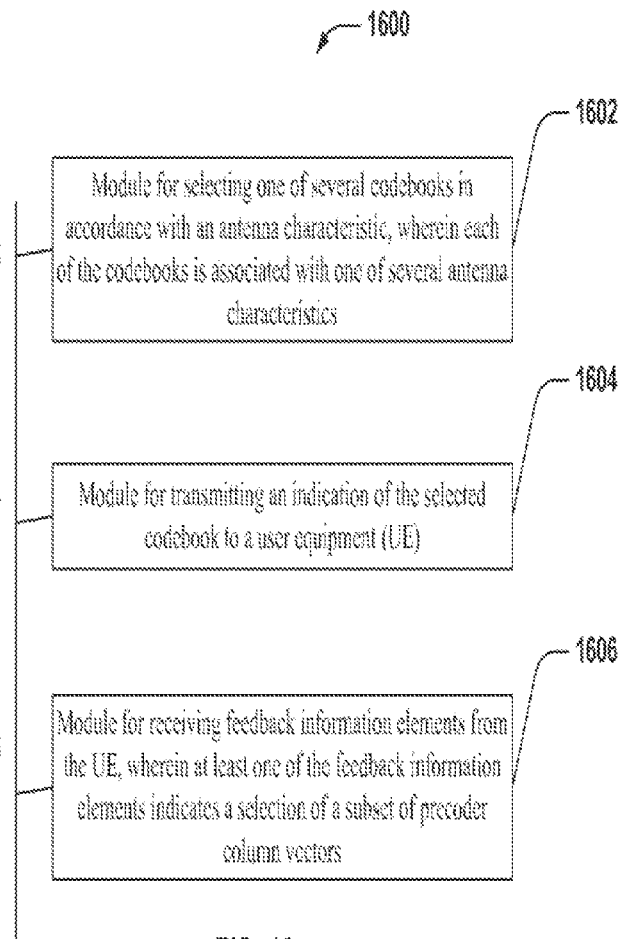 1600
1602
Module for selecting one of several codebooks in
accordance with an antenna characteristic, wherein each
of the codebooks is associated with one of several antenna
characteristics
1604
Module for transmitting an indication of the selected
codebook to a user equipment (UE)
1606
Module for receiving feedback information elements from
the UE, wherein at least one of the feedback information
elements indicates a selection of a subset of precoder
column vectors